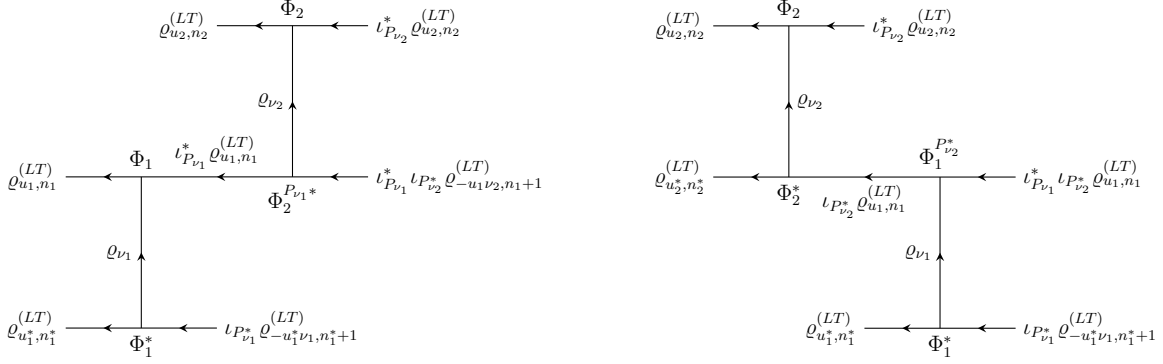 Φ_2 Φ_2
ϱ^{(LT)}_{u_2,n_2} ι^*_{P_{ν_2}} ϱ^{(LT)}_{u_2,n_2} ϱ^{(LT)}_{u_2,n_2} ι^*_{P_{ν_2}} ϱ^{(LT)}_{u_2,n_2}
ϱ_{ν_2} ϱ_{ν_2}
Φ_1 ι^*_{P_{ν_1}} ϱ^{(LT)}_{u_1,n_1} Φ_1^{P^*_{ν_2}}
ϱ^{(LT)}_{u_1,n_1} ι^*_{P_{ν_1}} ι_{P^*_{ν_2}} ϱ^{(LT)}_{-u_1ν_2,n_1+1} ϱ^{(LT)}_{u^*_2,n^*_2} ι^*_{P_{ν_1}} ι_{P^*_{ν_2}} ϱ^{(LT)}_{u_1,n_1}
Φ_2^{P_{ν_1}*} Φ^*_2 ι_{P^*_{ν_2}} ϱ^{(LT)}_{u_1,n_1}
ϱ_{ν_1} ϱ_{ν_1}
ϱ^{(LT)}_{u^*_1,n^*_1} ι_{P^*_{ν_1}} ϱ^{(LT)}_{-u^*_1ν_1,n^*_1+1} ϱ^{(LT)}_{u^*_1,n^*_1} ι_{P^*_{ν_1}} ϱ^{(LT)}_{-u^*_1ν_1,n^*_1+1}
Φ^*_1 Φ^*_1